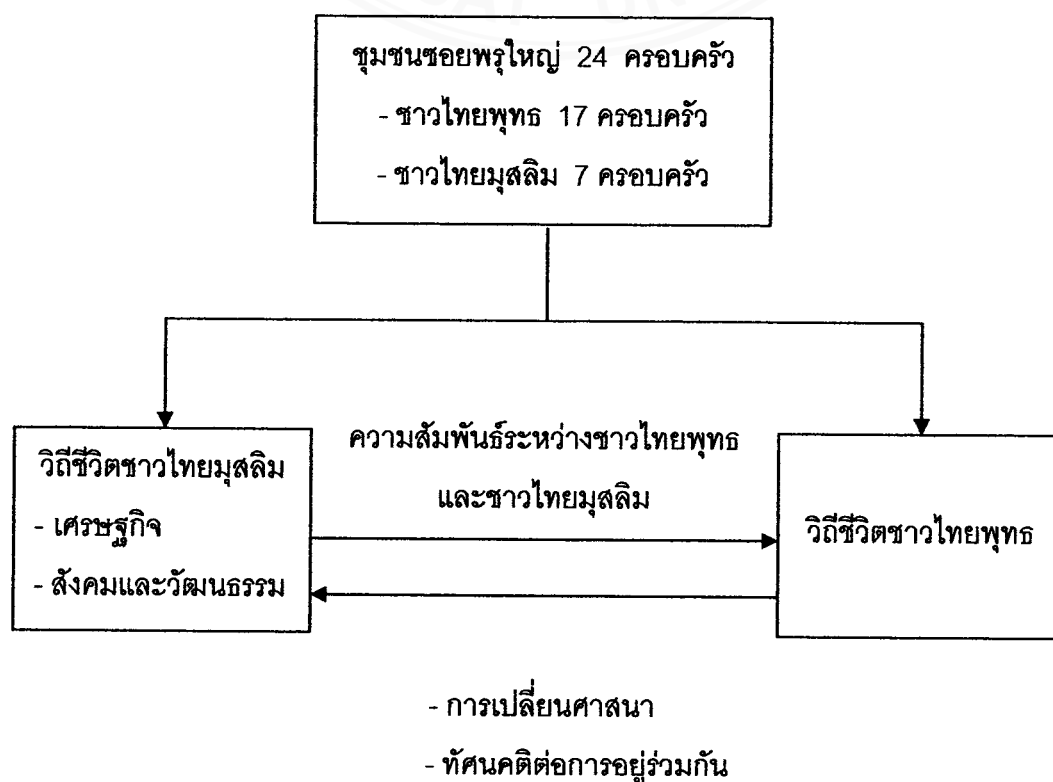 ชุมชนซอยพรุใหญ่ 24 ครอบครัว
- ชาวไทยพุทธ 17 ครอบครัว
- ชาวไทยมุสลิม 7 ครอบครัว
วิถีชีวิตชาวไทยมุสลิม
- เศรษฐกิจ
- สังคมและวัฒนธรรม
ความสัมพันธ์ระหว่างชาวไทยพุทธ
และชาวไทยมุสลิม
วิถีชีวิตชาวไทยพุทธ
- การเปลี่ยนศาสนา
- ทัศนคติต่อการอยู่ร่วมกัน